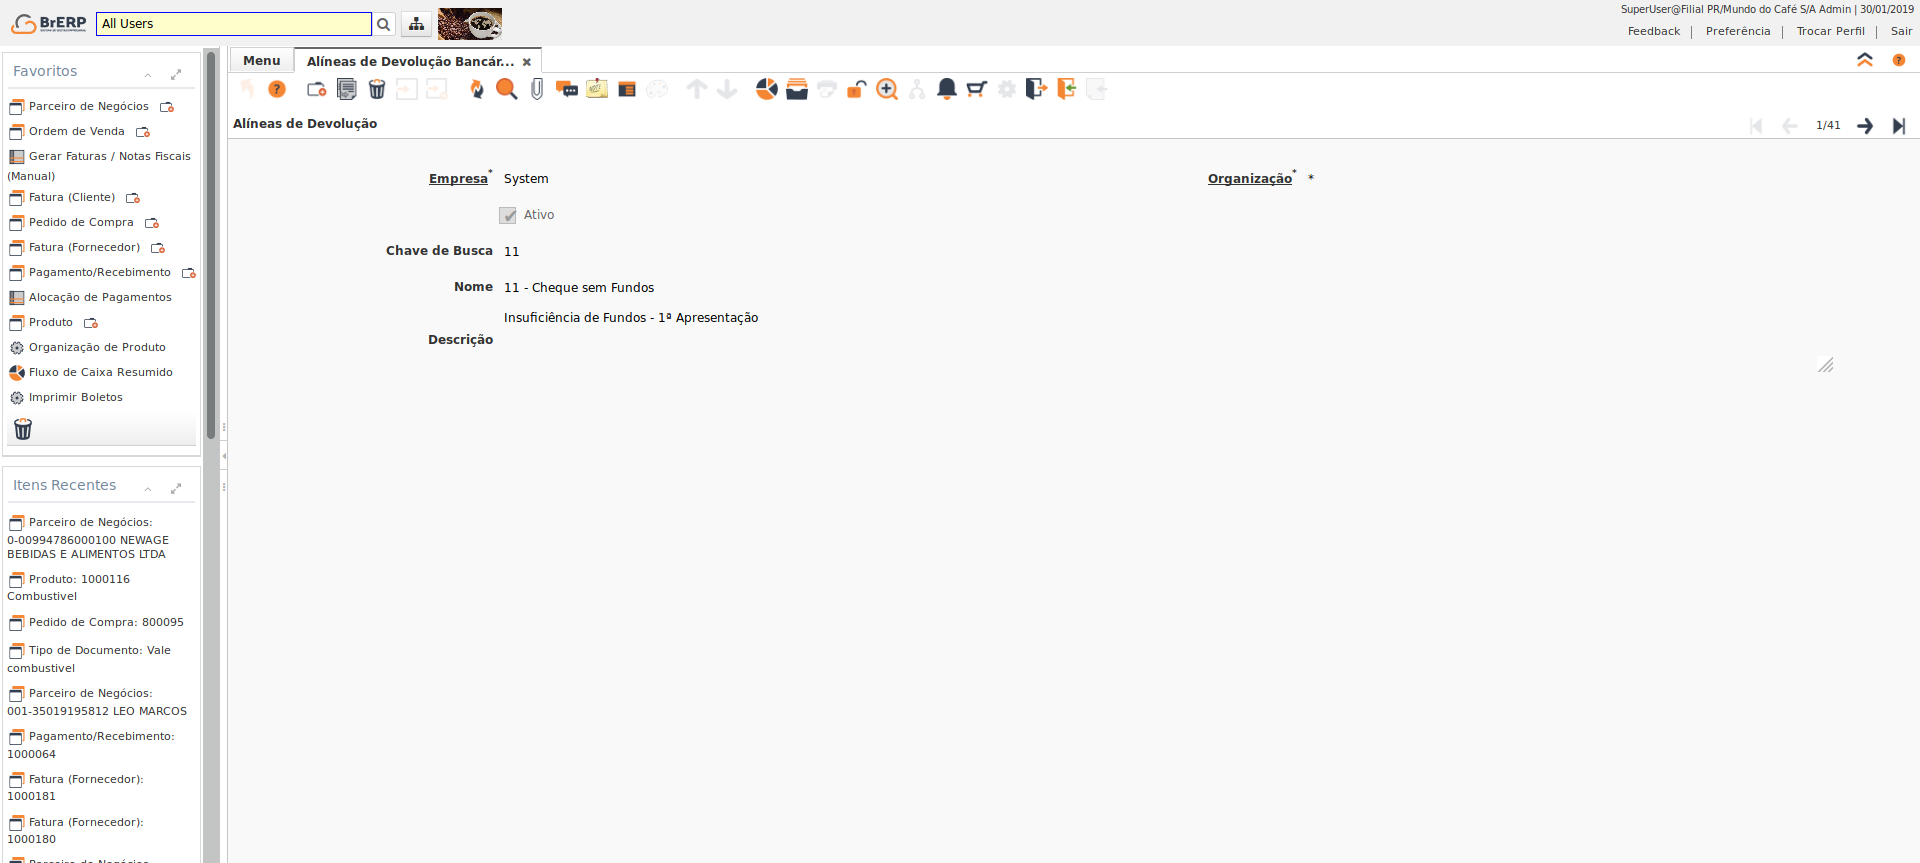 BrERP
All Users
SuperUser@Filial PR/Mundo do Café S/A Admin | 30/01/2019
Feedback | Preferência | Trocar Perfil | Sair
Menu
Alíneas de Devolução Bancár...
Alíneas de Devolução
1/41
Favoritos
Parceiro de Negócios
Ordem de Venda
Gerar Faturas / Notas Fiscais
(Manual)
Fatura (Cliente)
Pedido de Compra
Fatura (Fornecedor)
Pagamento/Recebimento
Alocação de Pagamentos
Produto
Organização de Produto
Fluxo de Caixa Resumido
Imprimir Boletos
Itens Recentes
Parceiro de Negócios:
0-00994786000100 NEWAGE
BEBIDAS E ALIMENTOS LTDA
Produto: 1000116
Combustivel
Pedido de Compra: 800095
Tipo de Documento: Vale
combustivel
Parceiro de Negócios:
001-35019195812 LEO MARCOS
Pagamento/Recebimento:
1000064
Fatura (Fornecedor):
1000181
Fatura (Fornecedor):
1000180
Parceiro de Negócios
Empresa* System
Organização* *
Ativo
Chave de Busca 11
Nome 11 - Cheque sem Fundos
Insuficiência de Fundos - 1ª Apresentação
Descrição